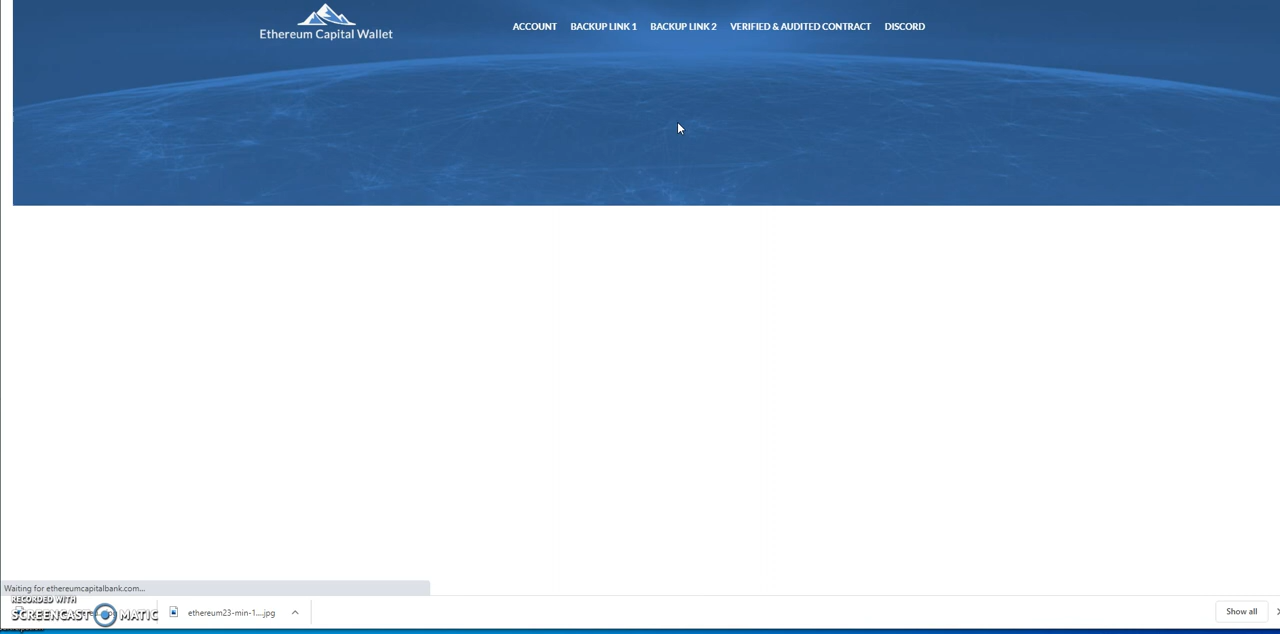 Ethereum Capital Wallet
ACCOUNT BACKUP LINK 1 BACKUP LINK 2 VERIFIED & AUDITED CONTRACT DISCORD
Waiting for ethereumcapitalbank.com...
RECORDED WITH
SCREENCAST MATIC
ethereum23-min-1....jpg
Show all